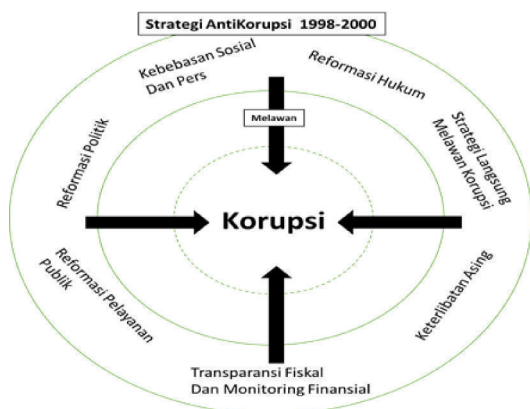 Strategi AntiKorupsi 1998-2000
Kebebasan Sosial
Dan Pers
Reformasi Hukum
Melawan
Strategi Langsung
Melawan Korupsi
Reformasi Politik
Korupsi
Reformasi Pelayanan
Publik
Keterlibatan Asing
Transparansi Fiskal
Dan Monitoring Finansial